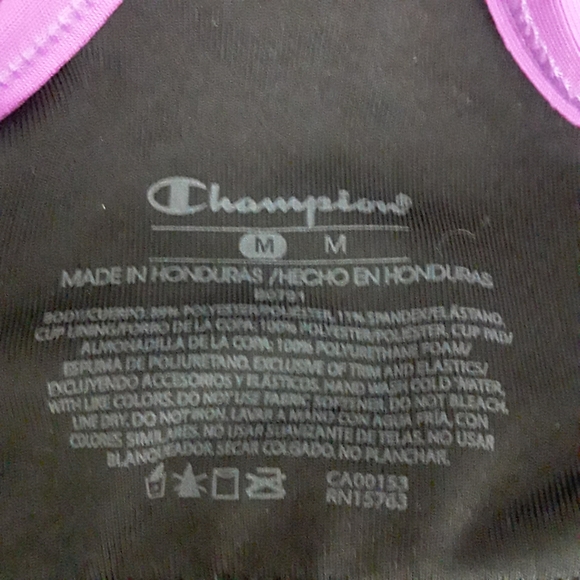 Champion®
M M
MADE IN HONDURAS / HECHO EN HONDURAS
BODY/CUERPO: 89% POLYESTER/POLIESTER, 11% SPANDEX/ELASTANO.
CUP LINING/FORRO DE LA COPA: 100% POLYESTER/POLIESTER. CUP PAD/
ALMOHADILLA DE LA COPA: 100% POLYURETHANE FOAM/
ESPUMA DE POLIURETANO. EXCLUSIVE OF TRIM AND ELASTICS/
EXCLUYENDO ACCESORIOS Y ELÁSTICOS. HAND WASH COLD WATER,
WITH LIKE COLORS. DO NOT USE FABRIC SOFTENER. DO NOT BLEACH.
LINE DRY. DO NOT IRON. LAVAR A MANO CON AGUA FRIA, CON
COLORES SIMILARES. NO USAR SUAVIZANTE DE TELAS. NO USAR
BLANQUEADOR. SECAR COLGADO. NO PLANCHAR.
CA00153
RN15763